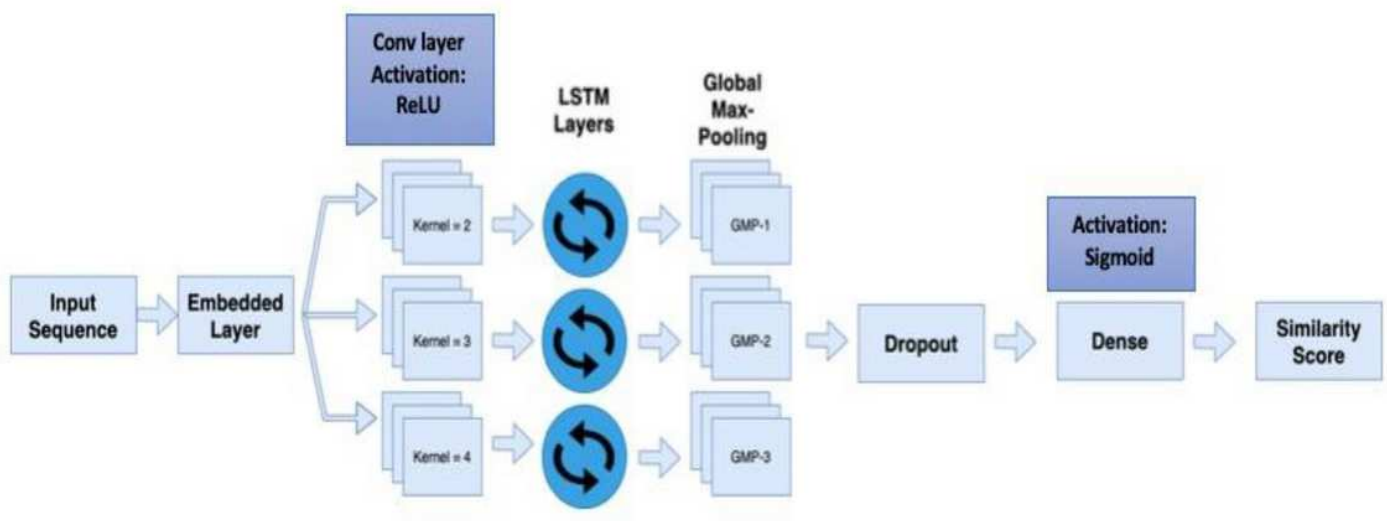 Conv layer
Activation:
ReLU
LSTM
Layers
Global
Max-
Pooling
Kernel = 2
GMP-1
Activation:
Sigmoid
Input
Sequence
Embedded
Layer
Kernel = 3
GMP-2
Dropout
Dense
Similarity
Score
Kernel = 4
GMP-3